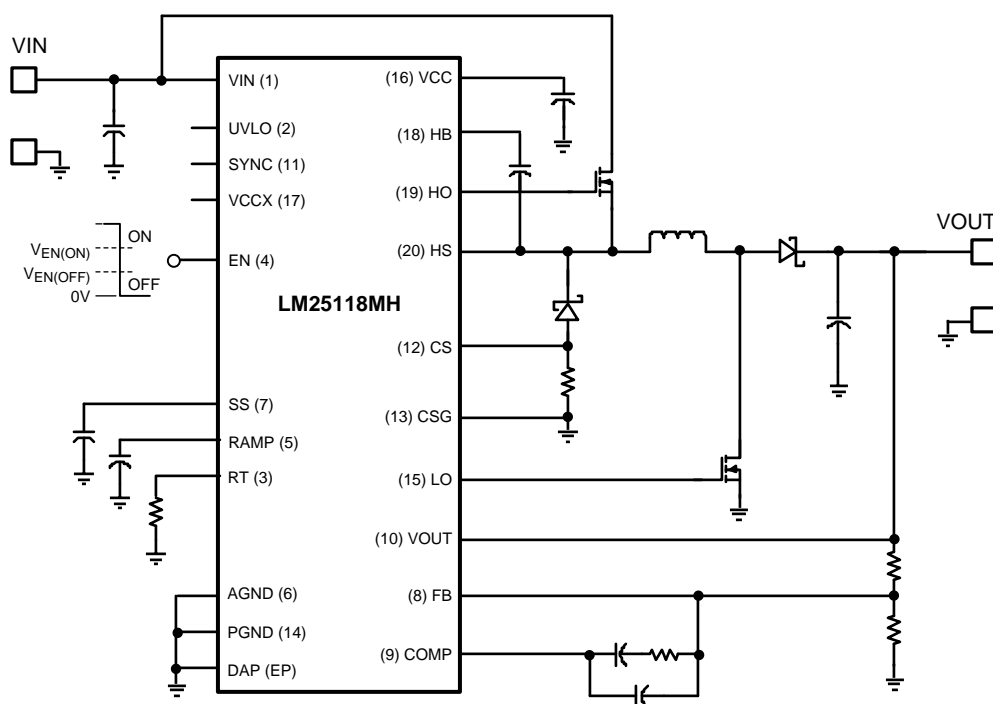 VIN
VIN (1)
UVLO (2)
SYNC (11)
VCCX (17)
EN (4)
ON
VEN(ON)
VEN(OFF)
OFF
0V
SS (7)
RAMP (5)
RT (3)
AGND (6)
PGND (14)
DAP (EP)
LM25118MH
(16) VCC
(18) HB
(19) HO
(20) HS
(12) CS
(13) CSG
(15) LO
(10) VOUT
(8) FB
(9) COMP
VOUT